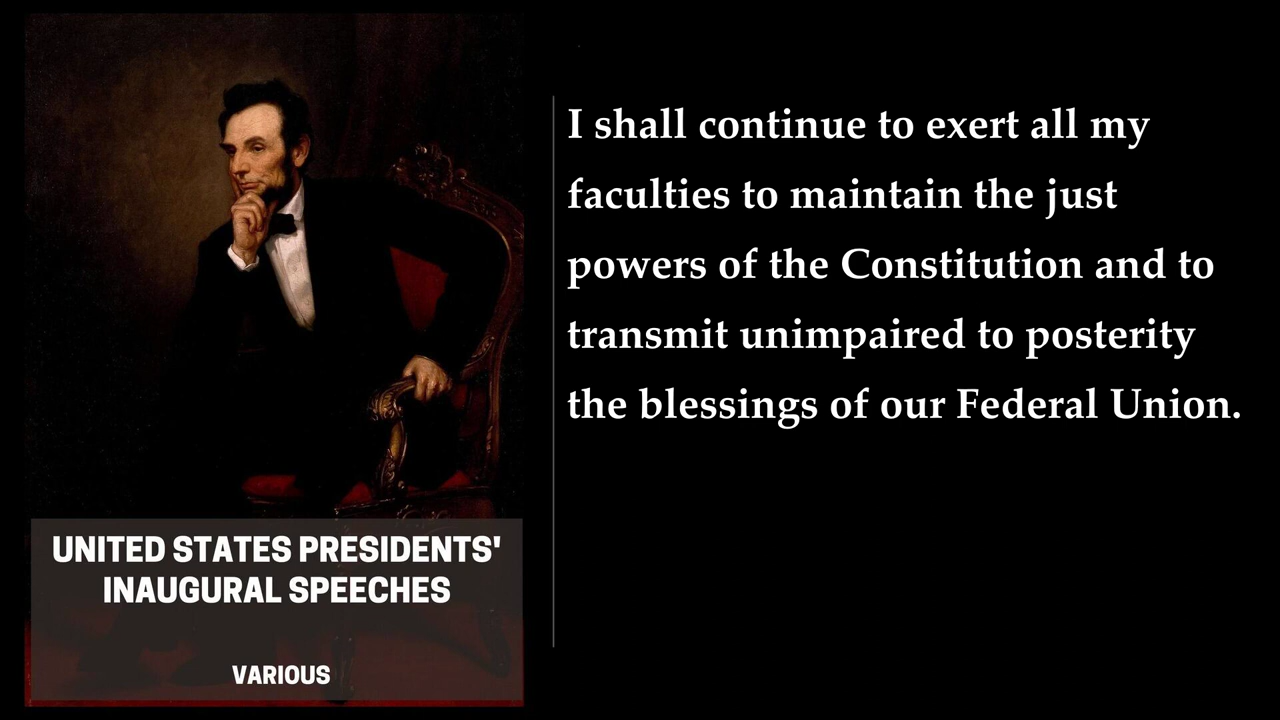 I shall continue to exert all my
faculties to maintain the just
powers of the Constitution and to
transmit unimpaired to posterity
the blessings of our Federal Union.
UNITED STATES PRESIDENTS'
INAUGURAL SPEECHES
VARIOUS